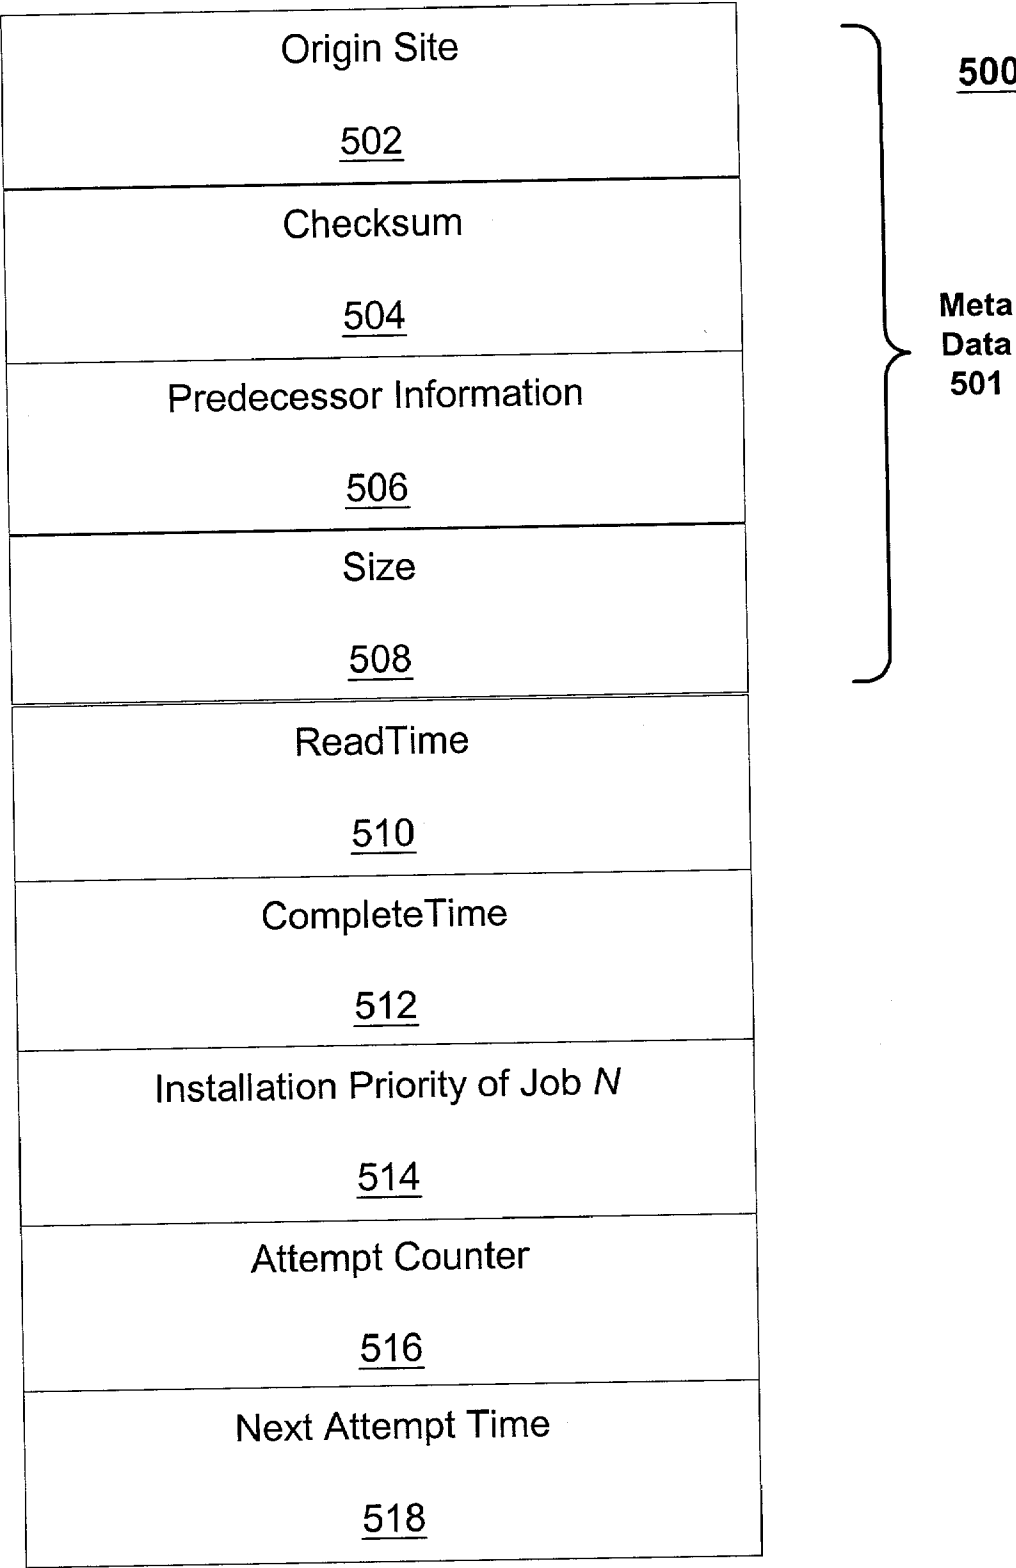 Origin Site
502
Checksum
504
Predecessor Information
506
Size
508
ReadTime
510
CompleteTime
512
Installation Priority of Job N
514
Attempt Counter
516
Next Attempt Time
518
500
Meta
Data
501